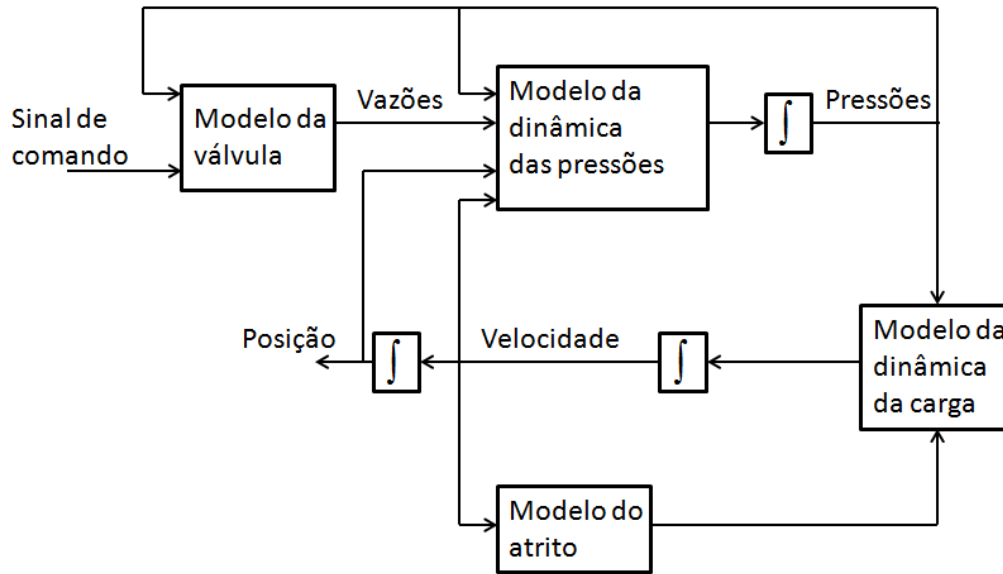 Sinal de
comando
Modelo da
válvula
Vazões
Modelo da
dinâmica
das pressões
∫
Pressões
Posição
∫
Velocidade
∫
Modelo da
dinâmica
da carga
Modelo do
atrito